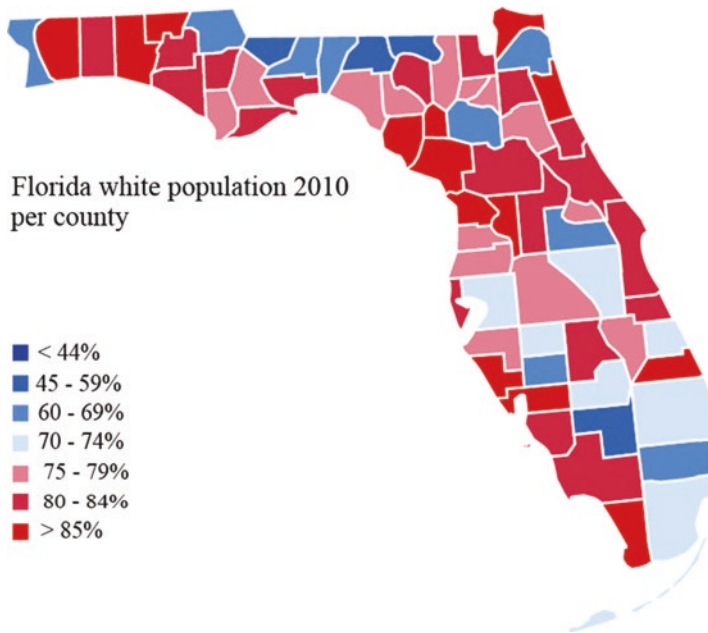 Florida white population 2010
per county
< 44%
45 - 59%
60 - 69%
70 - 74%
75 - 79%
80 - 84%
> 85%